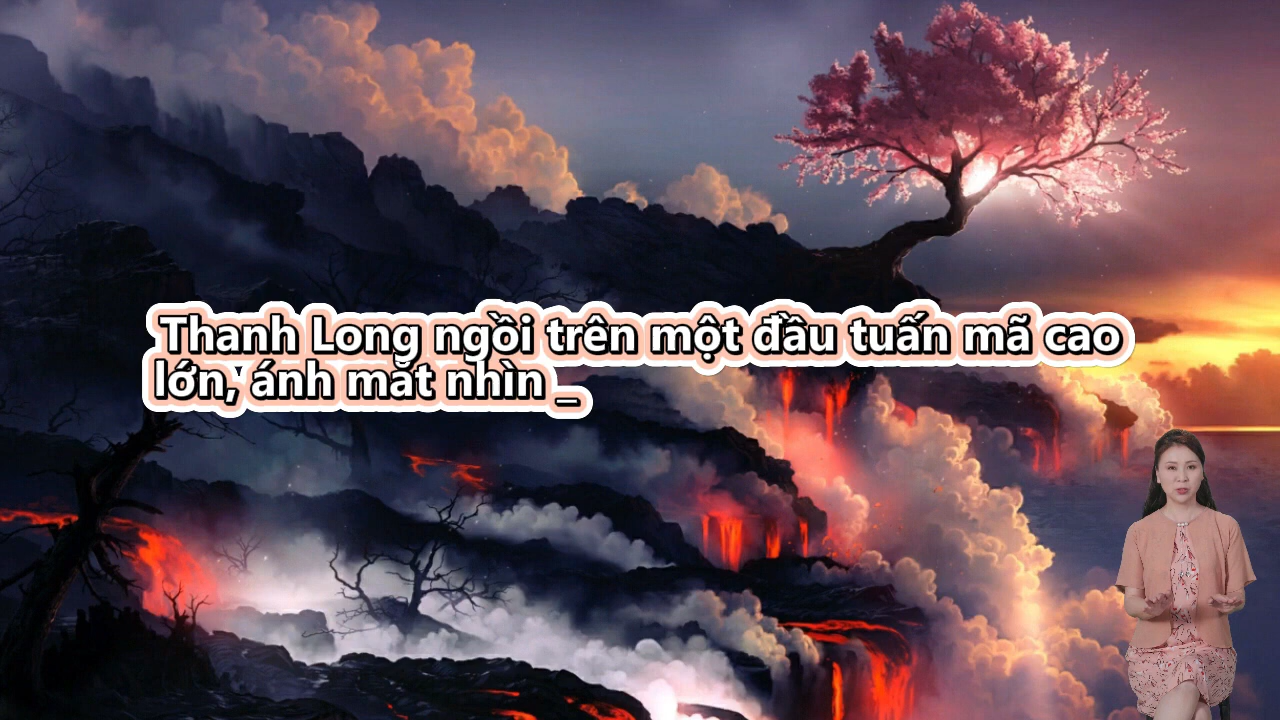 Thanh Long ngồi trên một đầu tuấn mã cao
lớn, ánh mắt nhìn _